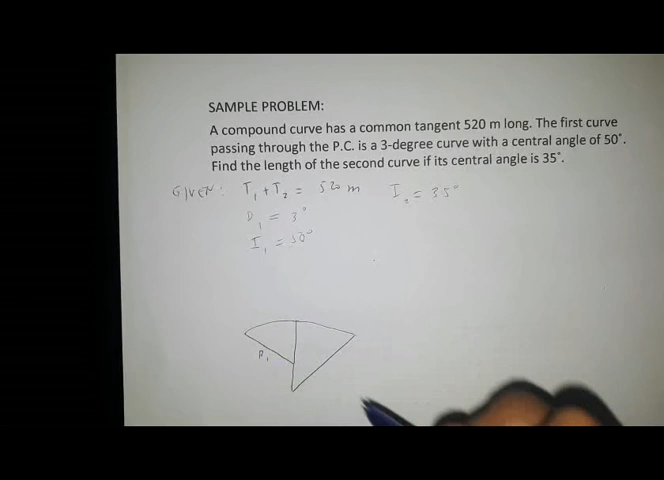 SAMPLE PROBLEM:
A compound curve has a common tangent 520 m long. The first curve
passing through the P.C. is a 3-degree curve with a central angle of 50°.
Find the length of the second curve if its central angle is 35°.
GIVEN: T₁ + T₂ = 520 m I₂ = 35°
D₁ = 3°
I₁ = 50°
R₁